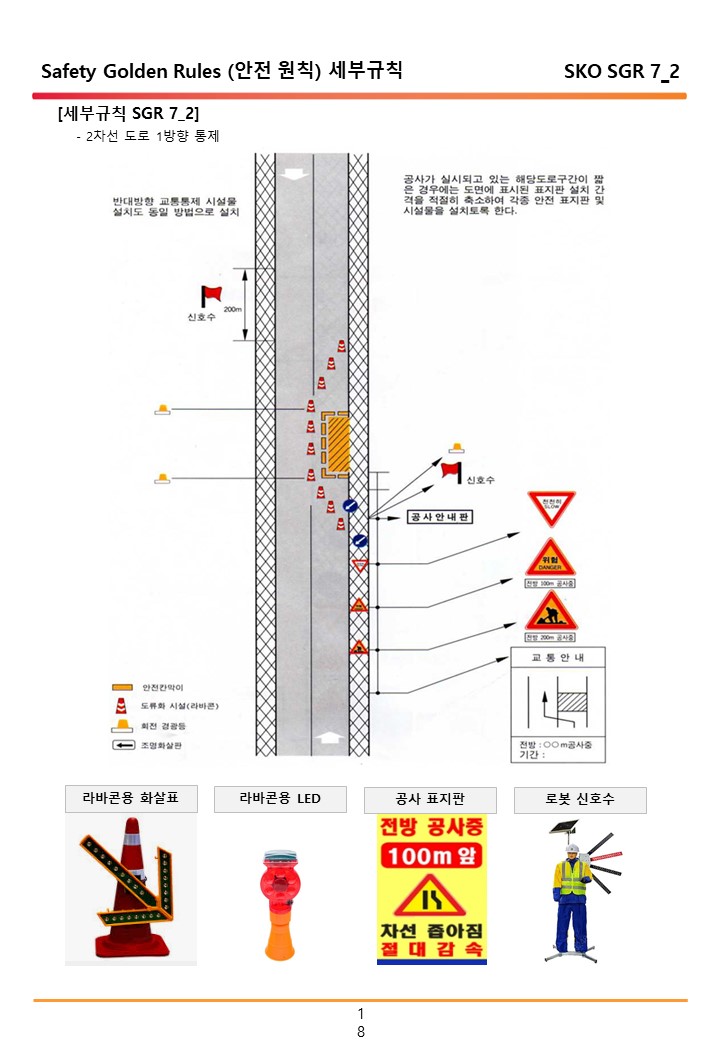 Safety Golden Rules (안전 원칙) 세부규칙
SKO SGR 7_2
[세부규칙 SGR 7_2]
- 2차선 도로 1방향 통제
반대방향 교통통제 시설물
설치도 동일 방법으로 설치
공사가 실시되고 있는 해당도로구간이 짧
은 경우에는 도면에 표시된 표지판 설치 간
격을 적절히 축소하여 각종 안전 표지판 및
시설물을 설치토록 한다.
200m
신호수
신호수
공사안내판
천천히
SLOW
위험
DANGER
전방 100m 공사중
전방 200m 공사중
교 통 안 내
전방 : ○○ m공사중
기간 :
안전칸막이
도류화 시설(라바콘)
회전 경광등
조명화살판
라바콘용 화살표
라바콘용 LED
공사 표지판
로봇 신호수
전방 공사중
100m 앞
차선 좁아짐
절대감속
1
8